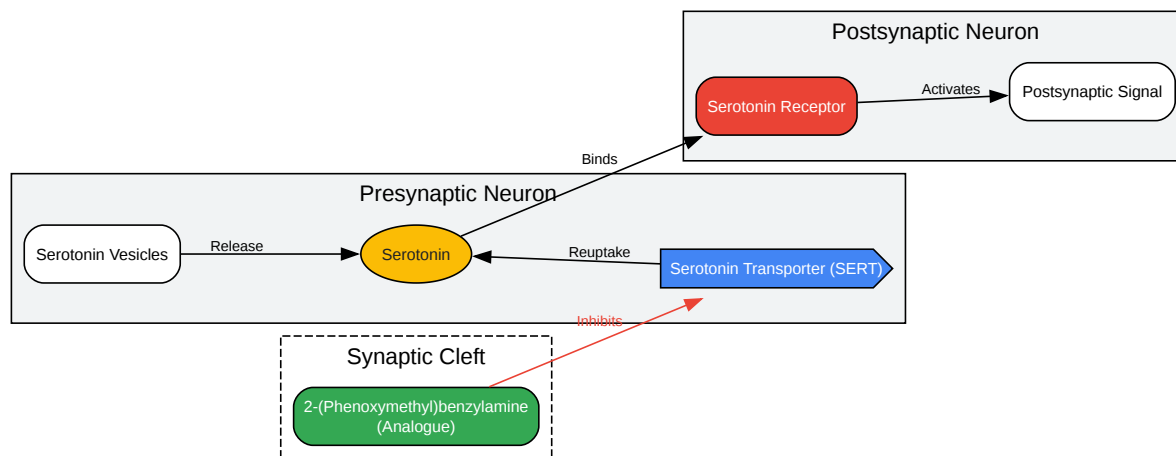 Postsynaptic Neuron
Serotonin Receptor
Activates
Postsynaptic Signal
Binds
Presynaptic Neuron
Serotonin Vesicles
Release
Serotonin
Reuptake
Serotonin Transporter (SERT)
Inhibits
Synaptic Cleft
2-(Phenoxymethyl)benzylamine
(Analogue)